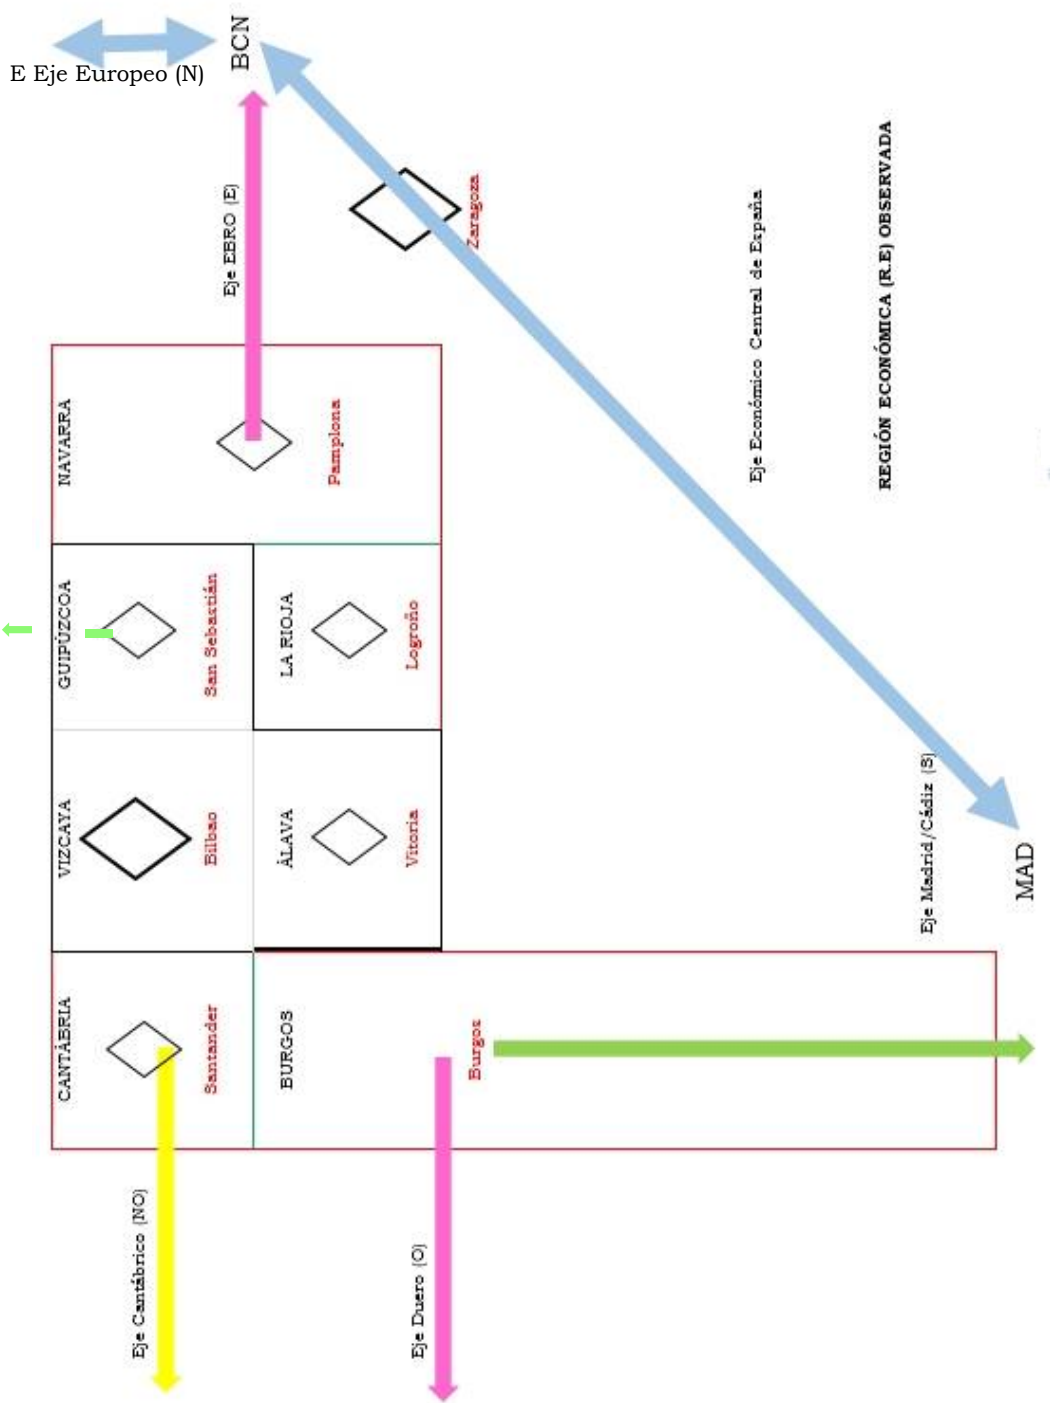 E Eje Europeo (N)
BCN
Eje EBRO (E)
Zaragoza
Eje Económico Central de España
REGIÓN ECONÓMICA (R.E) OBSERVADA
NAVARRA
Pamplona
GUIPÚZCOA
San Sebastián
LA RIOJA
Logroño
VIZCAYA
Bilbao
ÁLAVA
Vitoria
Eje Madrid/Cádiz (S)
MAD
CANTÁBRIA
Santander
BURGOS
Burgos
Eje Cantábrico (NO)
Eje Duero (O)